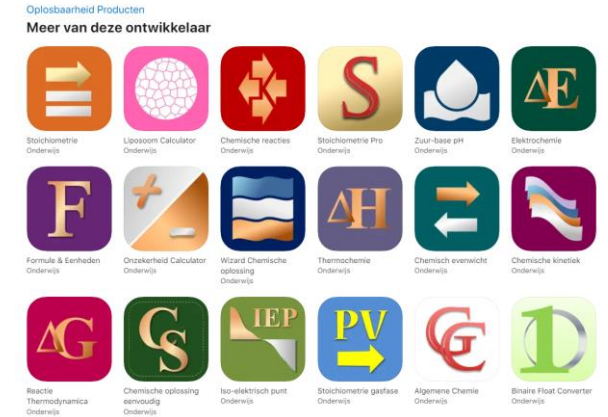 Oplosbaarheid Producten
Meer van deze ontwikkelaar
S
ΔE
Stoichiometrie
Onderwijs
Liposoom Calculator
Onderwijs
Chemische reacties
Onderwijs
Stoichiometrie Pro
Onderwijs
Zuur-base pH
Onderwijs
Elektrochemie
Onderwijs
F
+
-
ΔH
Formule & Eenheden
Onderwijs
Onzekerheid Calculator
Onderwijs
Wizard Chemische
oplossing
Onderwijs
Thermochemie
Onderwijs
Chemisch evenwicht
Onderwijs
Chemische kinetiek
Onderwijs
ΔG
CS
IEP
PV
GC
1
Reactie
Thermodynamica
Onderwijs
Chemische oplossing
eenvoudig
Onderwijs
Iso-elektrisch punt
Onderwijs
Stoichiometrie gasfase
Onderwijs
Algemene Chemie
Onderwijs
Binaire Float Converter
Onderwijs